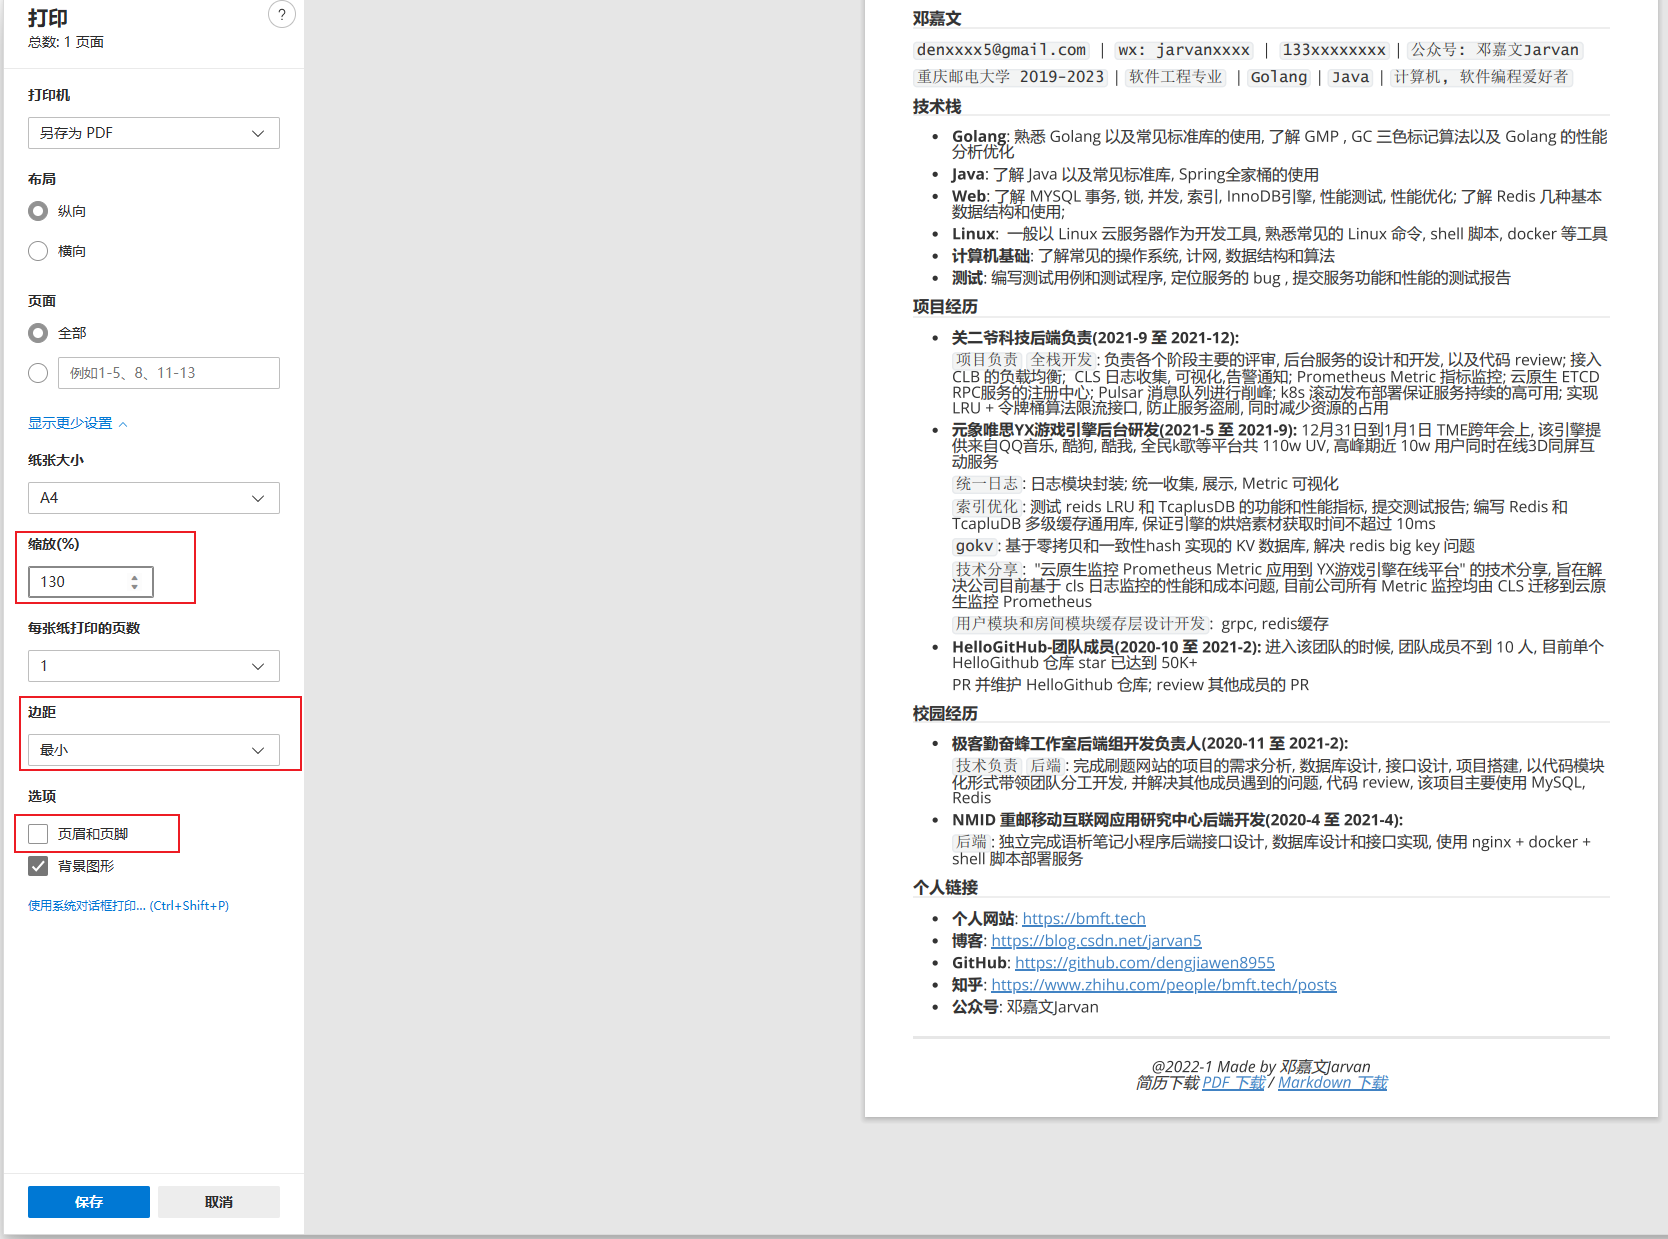 打印
?
总数: 1 页面
打印机
另存为 PDF
布局
纵向
横向
页面
全部
例如1-5、8、11-13
显示更少设置
纸张大小
A4
缩放(%)
130
每张纸打印的页数
1
边距
最小
选项
页眉和页脚
背景图形
使用系统对话框打印... (Ctrl+Shift+P)
保存
取消
邓嘉文
denxxxx5@gmail.com | wx: jarvanxxxx | 133xxxxxxxx | 公众号: 邓嘉文Jarvan
重庆邮电大学 2019-2023 | 软件工程专业 | Golang | Java | 计算机, 软件编程爱好者
技术栈
Golang: 熟悉 Golang 以及常见标准库的使用, 了解 GMP , GC 三色标记算法以及 Golang 的性能
分析优化
Java: 了解 Java 以及常见标准库, Spring全家桶的使用
Web: 了解 MYSQL 事务, 锁, 并发, 索引, InnoDB引擎, 性能测试, 性能优化; 了解 Redis 几种基本
数据结构和使用;
Linux: 一般以 Linux 云服务器作为开发工具, 熟悉常见的 Linux 命令, shell 脚本, docker 等工具
计算机基础: 了解常见的操作系统, 计网, 数据结构和算法
测试: 编写测试用例和测试程序, 定位服务的 bug , 提交服务功能和性能的测试报告
项目经历
关二爷科技后端负责(2021-9 至 2021-12):
项目负责 全栈开发: 负责各个阶段主要的评审, 后台服务的设计和开发, 以及代码 review; 接入
CLB 的负载均衡; CLS 日志收集, 可视化,告警通知; Prometheus Metric 指标监控; 云原生 ETCD
RPC服务的注册中心; Pulsar 消息队列进行削峰; k8s 滚动发布部署保证服务持续的高可用; 实现
LRU + 令牌桶算法限流接口, 防止服务盗刷, 同时减少资源的占用
元象唯思YX游戏引擎后台研发(2021-5 至 2021-9): 12月31日到1月1日 TME跨年会上, 该引擎提
供来自QQ音乐, 酷狗, 酷我, 全民k歌等平台共 110w UV, 高峰期近 10w 用户同时在线3D同屏互
动服务
统一日志: 日志模块封装; 统一收集, 展示, Metric 可视化
索引优化: 测试 reids LRU 和 TcaplusDB 的功能和性能指标, 提交测试报告; 编写 Redis 和
TcapluDB 多级缓存通用库, 保证引擎的烘焙素材获取时间不超过 10ms
gokv: 基于零拷贝和一致性hash 实现的 KV 数据库, 解决 redis big key 问题
技术分享: "云原生监控 Prometheus Metric 应用到 YX游戏引擎在线平台" 的技术分享, 旨在解
决公司目前基于 cls 日志监控的性能和成本问题, 目前公司所有 Metric 监控均由 CLS 迁移到云原
生监控 Prometheus
用户模块和房间模块缓存层设计开发: grpc, redis缓存
HelloGitHub-团队成员(2020-10 至 2021-2): 进入该团队的时候, 团队成员不到 10 人, 目前单个
HelloGithub 仓库 star 已达到 50K+
PR 并维护 HelloGithub 仓库; review 其他成员的 PR
校园经历
极客勤奋蜂工作室后端组开发负责人(2020-11 至 2021-2):
技术负责 后端: 完成刷题网站的项目的需求分析, 数据库设计, 接口设计, 项目搭建, 以代码模块
化形式带领团队分工开发, 并解决其他成员遇到的问题, 代码 review, 该项目主要使用 MySQL,
Redis
NMID 重邮移动互联网应用研究中心后端开发(2020-4 至 2021-4):
后端: 独立完成语析笔记小程序后端接口设计, 数据库设计和接口实现, 使用 nginx + docker +
shell 脚本部署服务
个人链接
个人网站: https://bmft.tech
博客: https://blog.csdn.net/jarvan5
GitHub: https://github.com/dengjiawen8955
知乎: https://www.zhihu.com/people/bmft.tech/posts
公众号: 邓嘉文Jarvan
@2022-1 Made by 邓嘉文Jarvan
简历下载 PDF 下载 / Markdown 下载